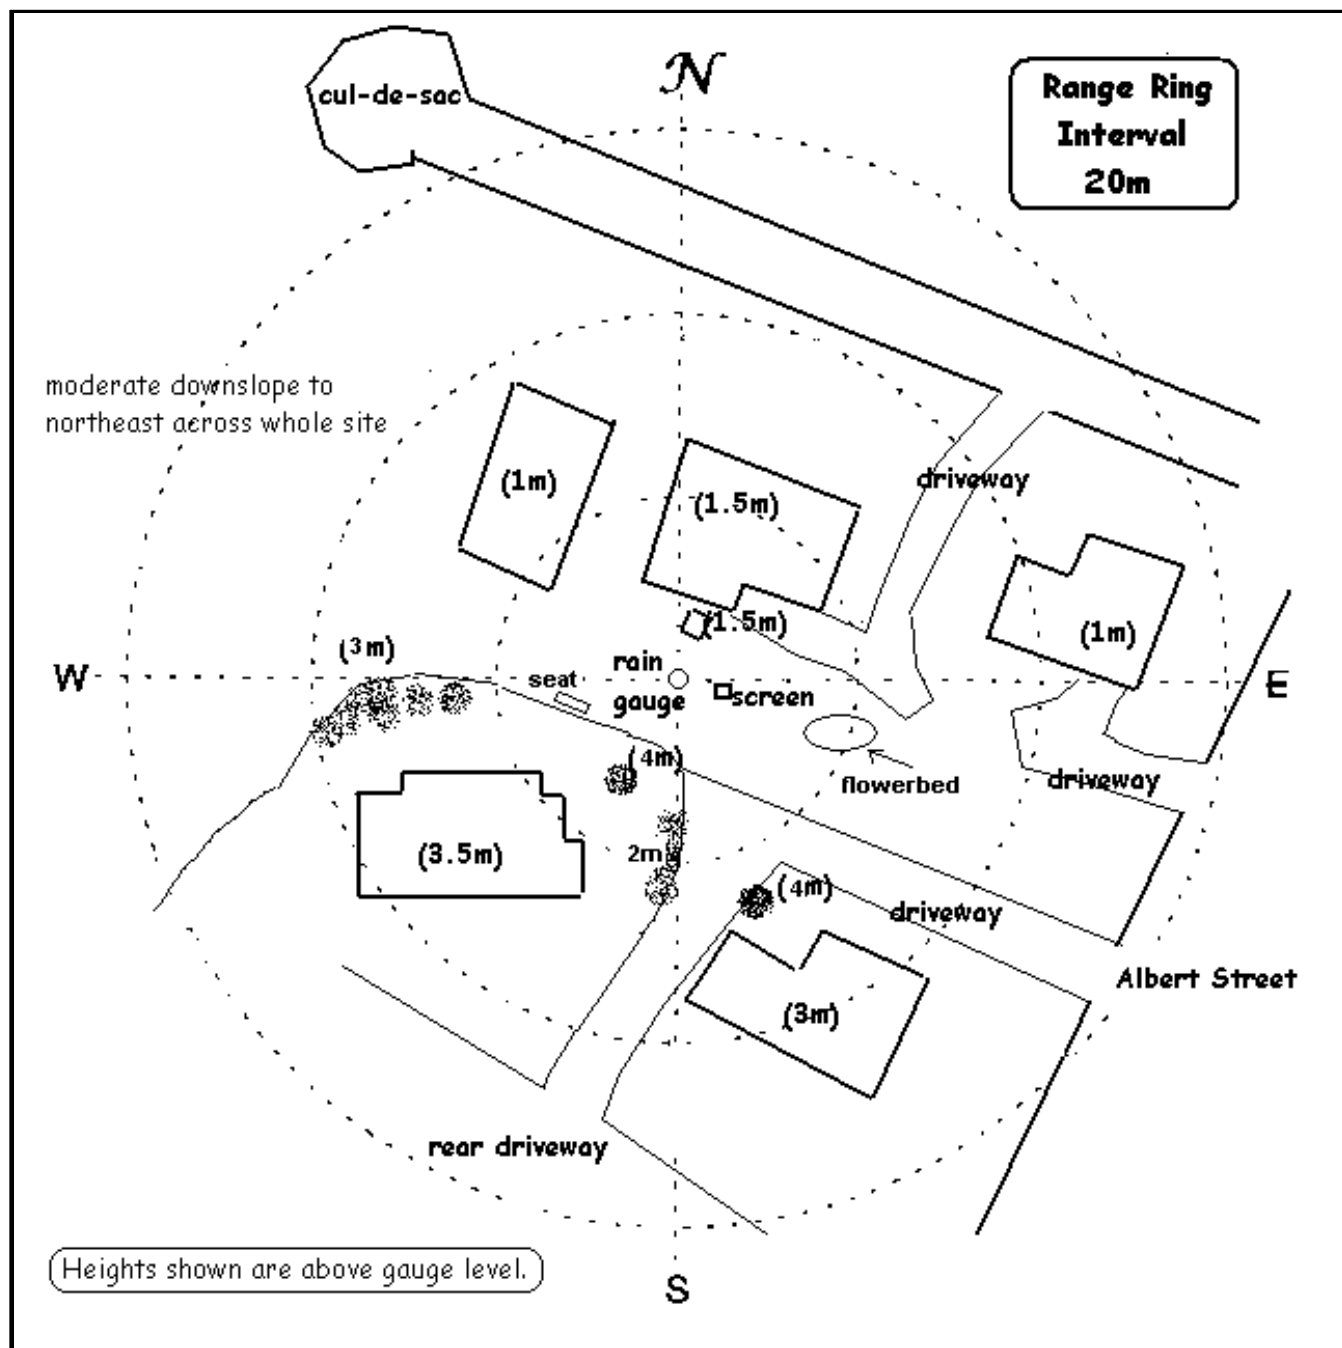 N
cul-de-sac
Range Ring
Interval
20m
moderate downslope to
northeast across whole site
(1m)
(1.5m)
driveway
(1.5m)
(1m)
(3m)
W
seat
rain
gauge
screen
E
(4m)
flowerbed
driveway
(3.5m)
2m
(4m)
driveway
Albert Street
(3m)
rear driveway
Heights shown are above gauge level.
S